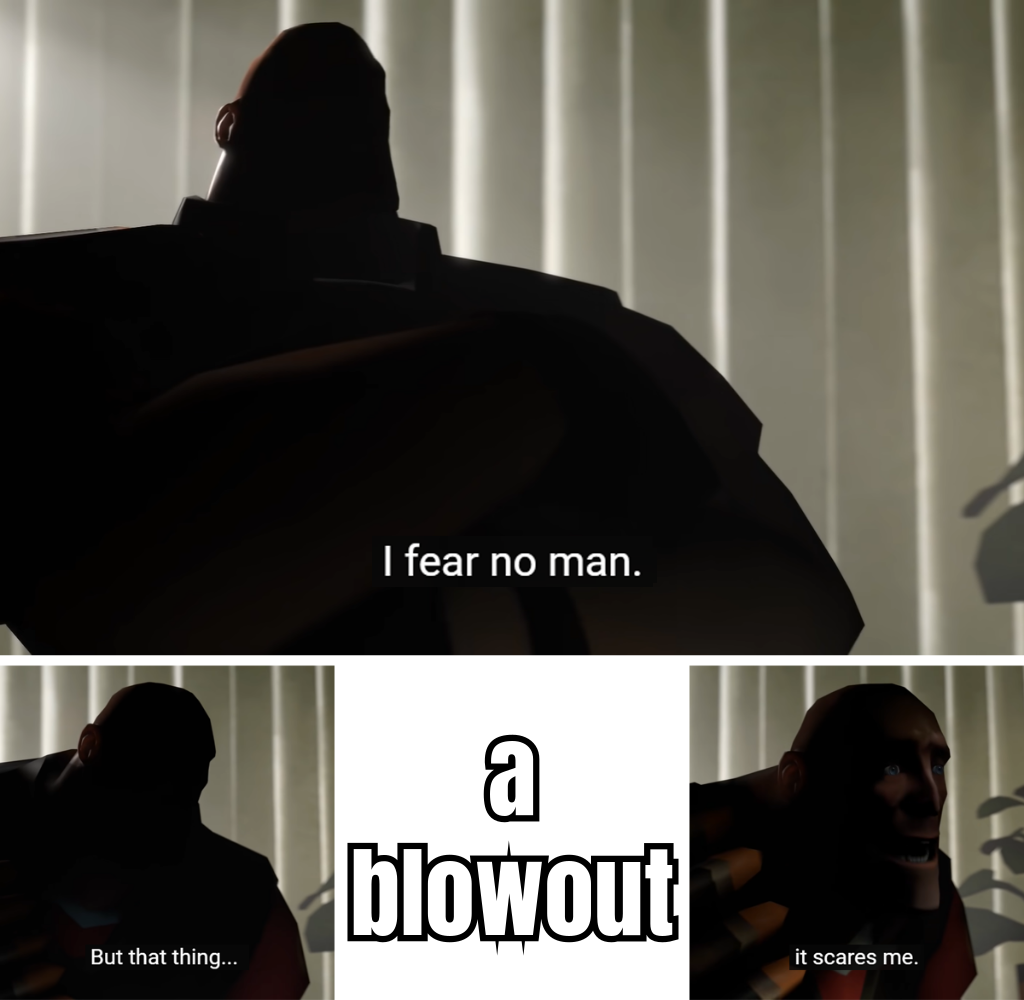 I fear no man.
But that thing...
a
blowout
it scares me.